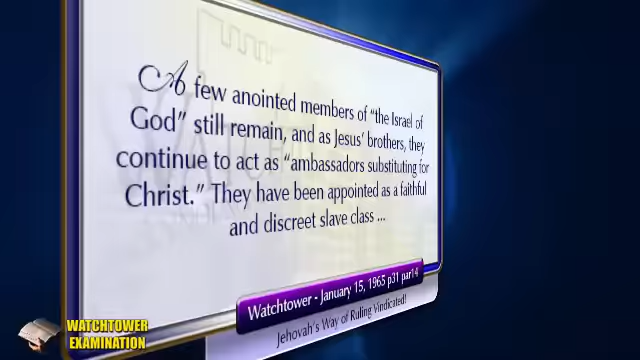 A few anointed members of "the Israel of
God" still remain, and as Jesus' brothers, they
continue to act as "ambassadors substituting for
Christ." They have been appointed as a faithful
and discreet slave class ...
Watchtower - January 15, 1965 p31 par14
Jehovah's Way of Ruling Vindicated!
WATCHTOWER
EXAMINATION